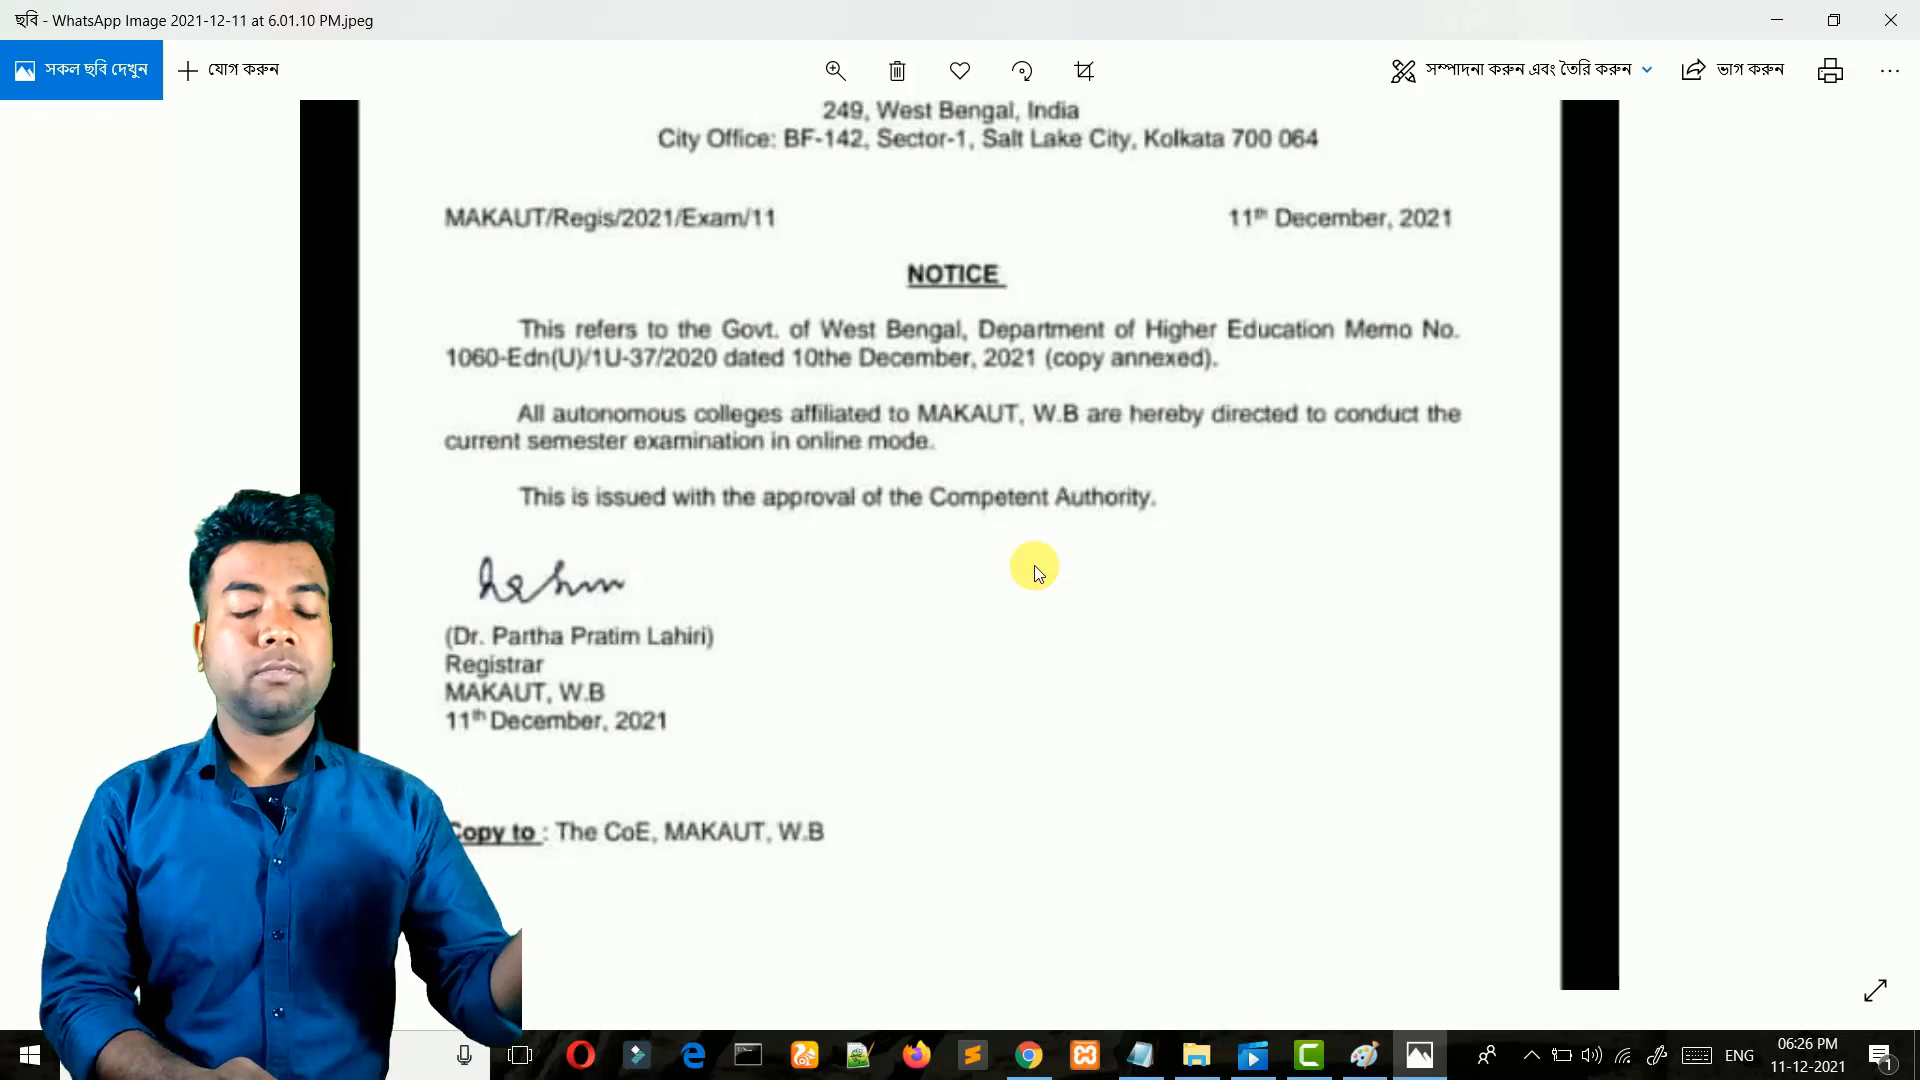 ছবি - WhatsApp Image 2021-12-11 at 6.01.10 PM.jpeg
সকল ছবি দেখুন
যোগ করুন
সম্পাদনা করুন এবং তৈরি করুন
ভাগ করুন
249, West Bengal, India
City Office: BF-142, Sector-1, Salt Lake City, Kolkata 700 064
MAKAUT/Regis/2021/Exam/11 11th December, 2021
NOTICE
This refers to the Govt. of West Bengal, Department of Higher Education Memo No.
1060-Edn(U)/1U-37/2020 dated 10the December, 2021 (copy annexed).
All autonomous colleges affiliated to MAKAUT, W.B are hereby directed to conduct the
current semester examination in online mode.
This is issued with the approval of the Competent Authority.
(Dr. Partha Pratim Lahiri)
Registrar
MAKAUT, W.B
11th December, 2021
Copy to : The CoE, MAKAUT, W.B
ENG
06:26 PM
11-12-2021
1